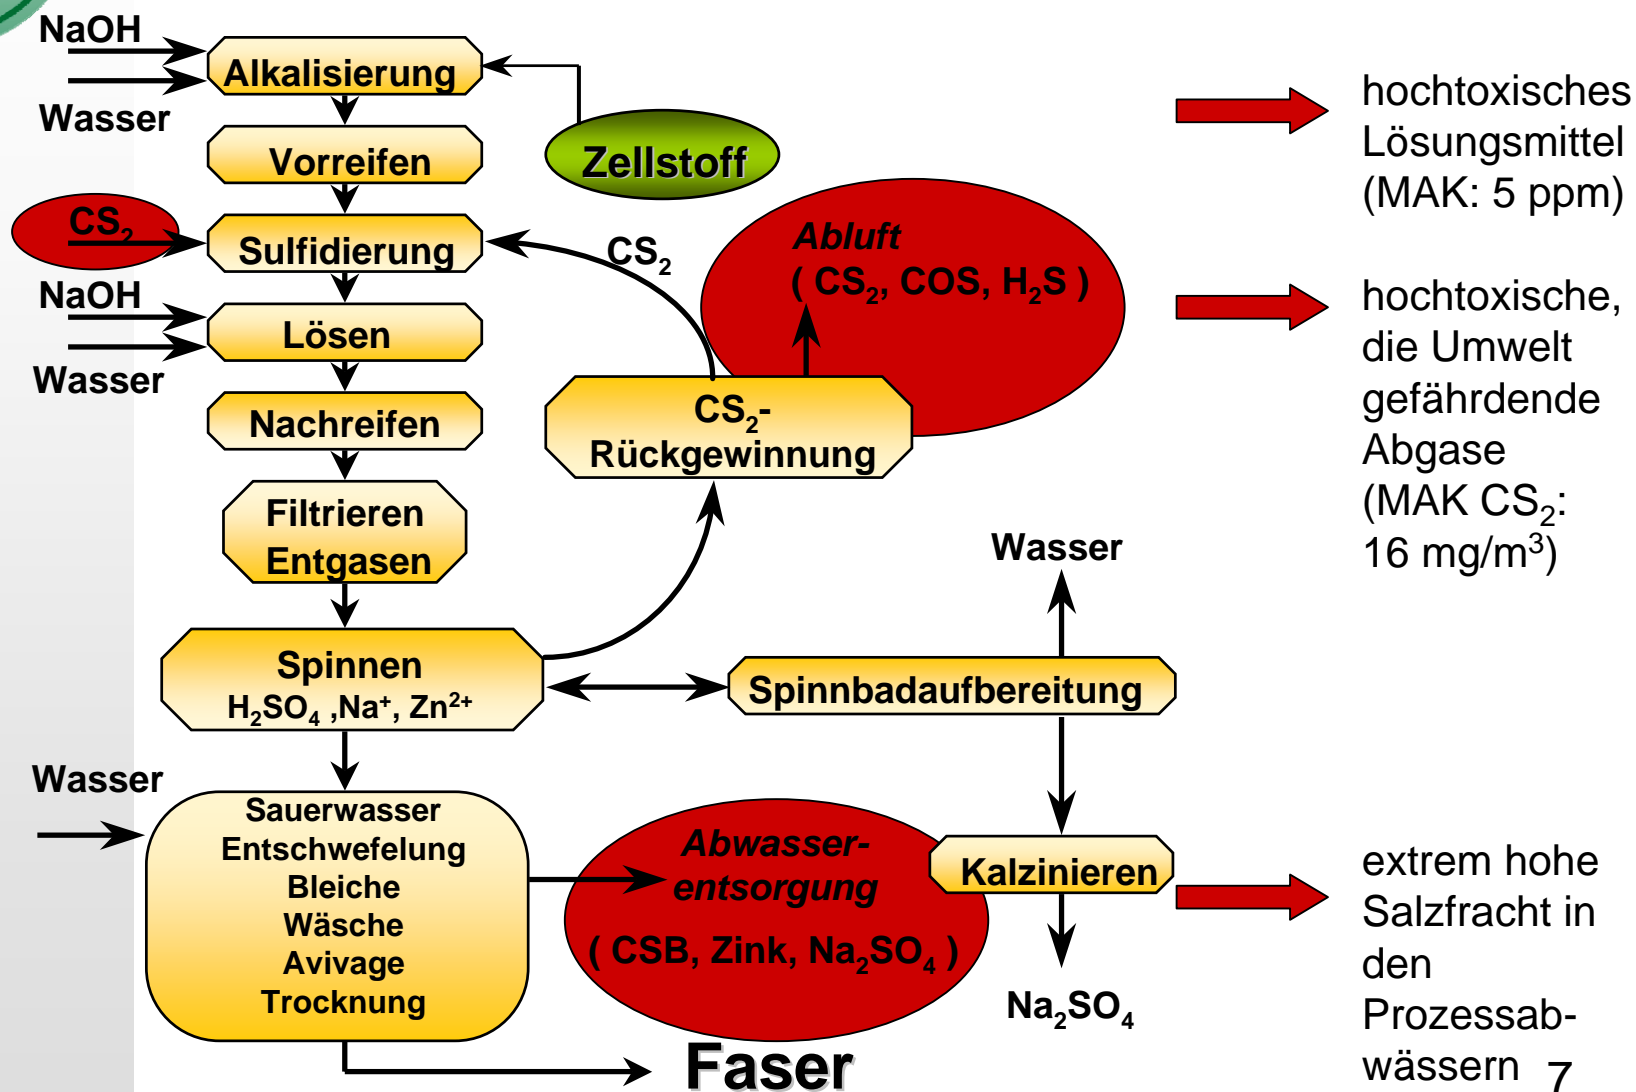 NaOH
Wasser
Alkalisierung
Vorreifen
Zellstoff
CS₂
Sulfidierung
NaOH
Wasser
Lösen
Nachreifen
Filtrieren
Entgasen
CS₂
Abluft
( CS₂, COS, H₂S )
CS₂-
Rückgewinnung
Spinnen
H₂SO₄ ,Na⁺, Zn²⁺
Wasser
Spinnbadaufbereitung
Wasser
Sauerwasser
Entschwefelung
Bleiche
Wäsche
Avivage
Trocknung
Abwasser-
entsorgung
( CSB, Zink, Na₂SO₄ )
Kalzinieren
Na₂SO₄
Faser
hochtoxisches
Lösungsmittel
(MAK: 5 ppm)
hochtoxische,
die Umwelt
gefährdende
Abgase
(MAK CS₂:
16 mg/m³)
extrem hohe
Salzfracht in
den
Prozessab-
wässern
7